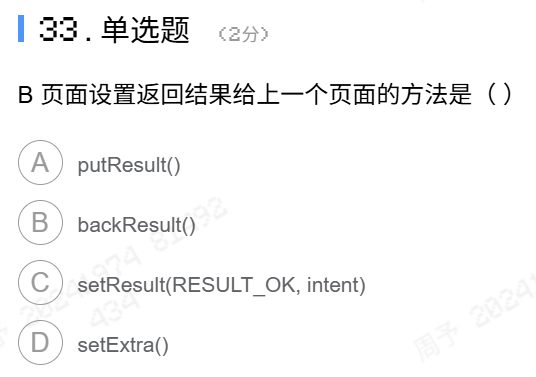 33.单选题 (2分)
B 页面设置返回结果给上一个页面的方法是（ ）
A putResult()
B backResult()
C setResult(RESULT_OK, intent)
D setExtra()